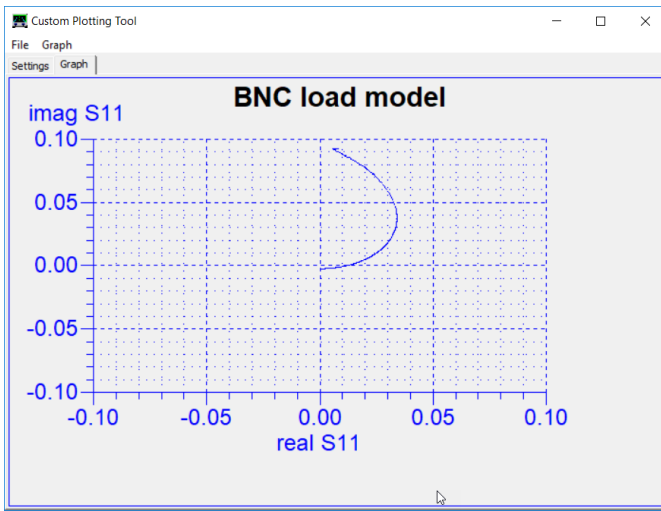 Custom Plotting Tool
File Graph
Settings Graph
BNC load model
imag S11
0.10
0.05
0.00
-0.05
-0.10
-0.10 -0.05 0.00 0.05 0.10
real S11